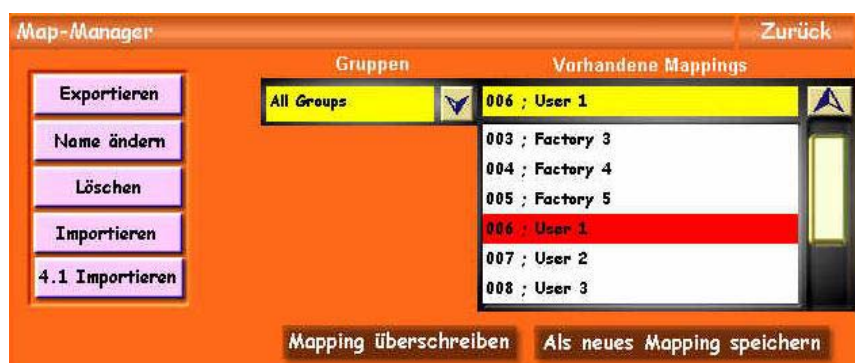 Map-Manager
Zurück
Gruppen
Vorhandene Mappings
Exportieren
Name ändern
Löschen
Importieren
4.1 Importieren
All Groups
006 ; User 1
003 ; Factory 3
004 ; Factory 4
005 ; Factory 5
006 ; User 1
007 ; User 2
008 ; User 3
Mapping überschreiben
Als neues Mapping speichern